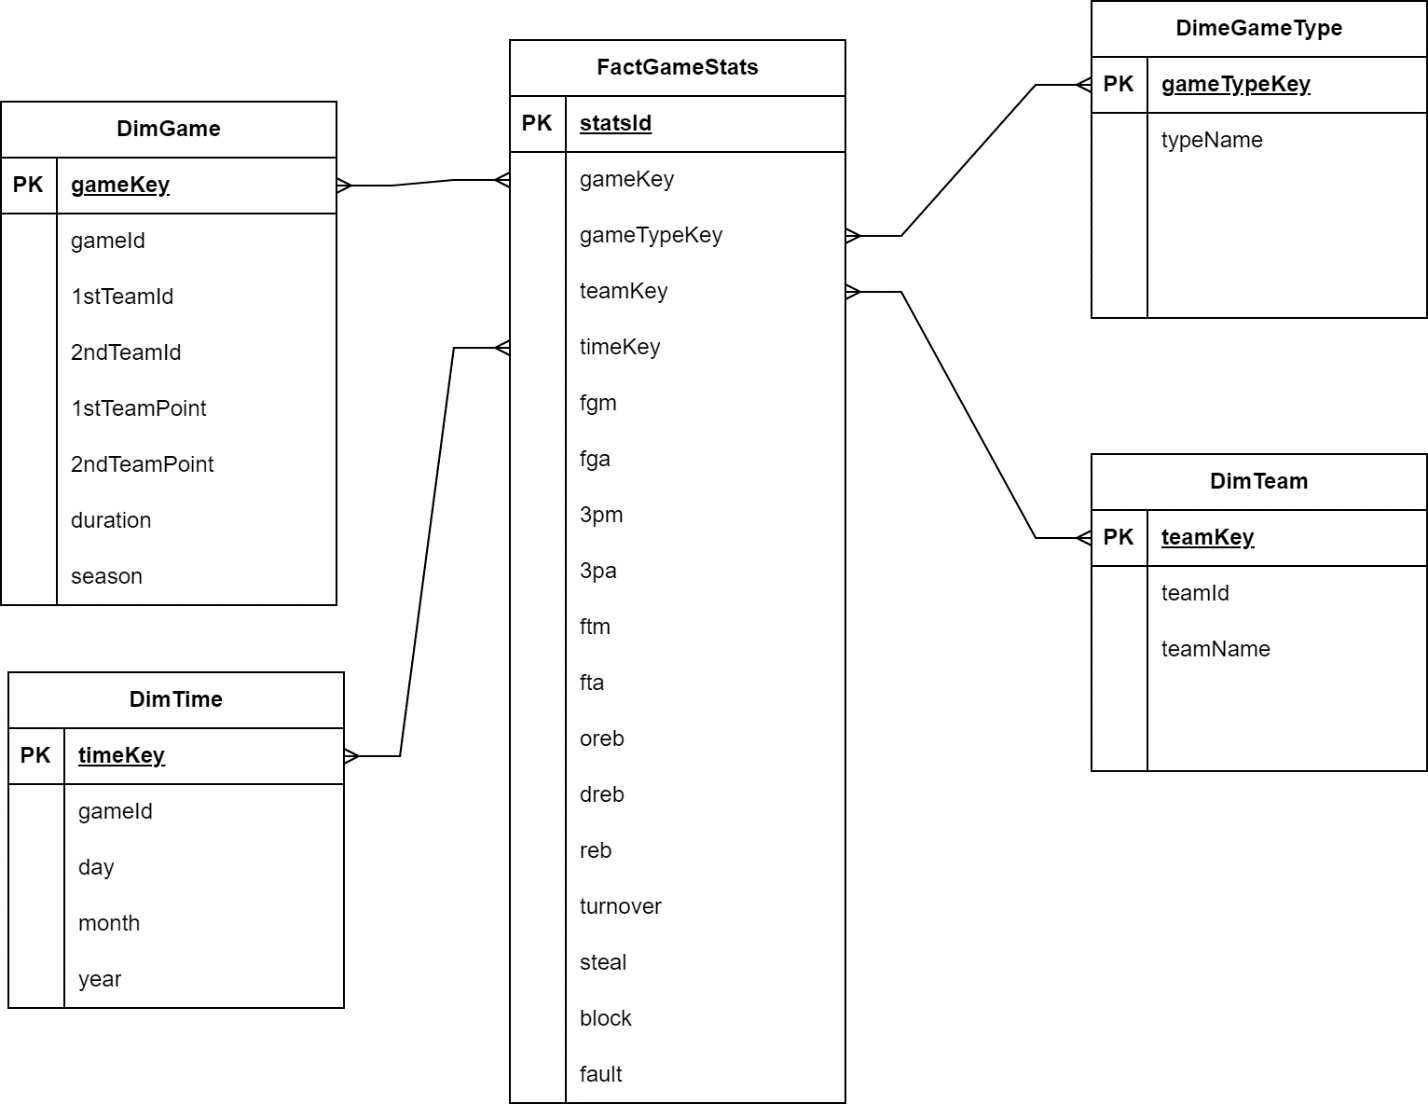 DimGame
PK gameKey
gameId
1stTeamId
2ndTeamId
1stTeamPoint
2ndTeamPoint
duration
season
DimTime
PK timeKey
gameId
day
month
year
FactGameStats
PK statsId
gameKey
gameTypeKey
teamKey
timeKey
fgm
fga
3pm
3pa
ftm
fta
oreb
dreb
reb
turnover
steal
block
fault
DimeGameType
PK gameTypeKey
typeName
DimTeam
PK teamKey
teamId
teamName